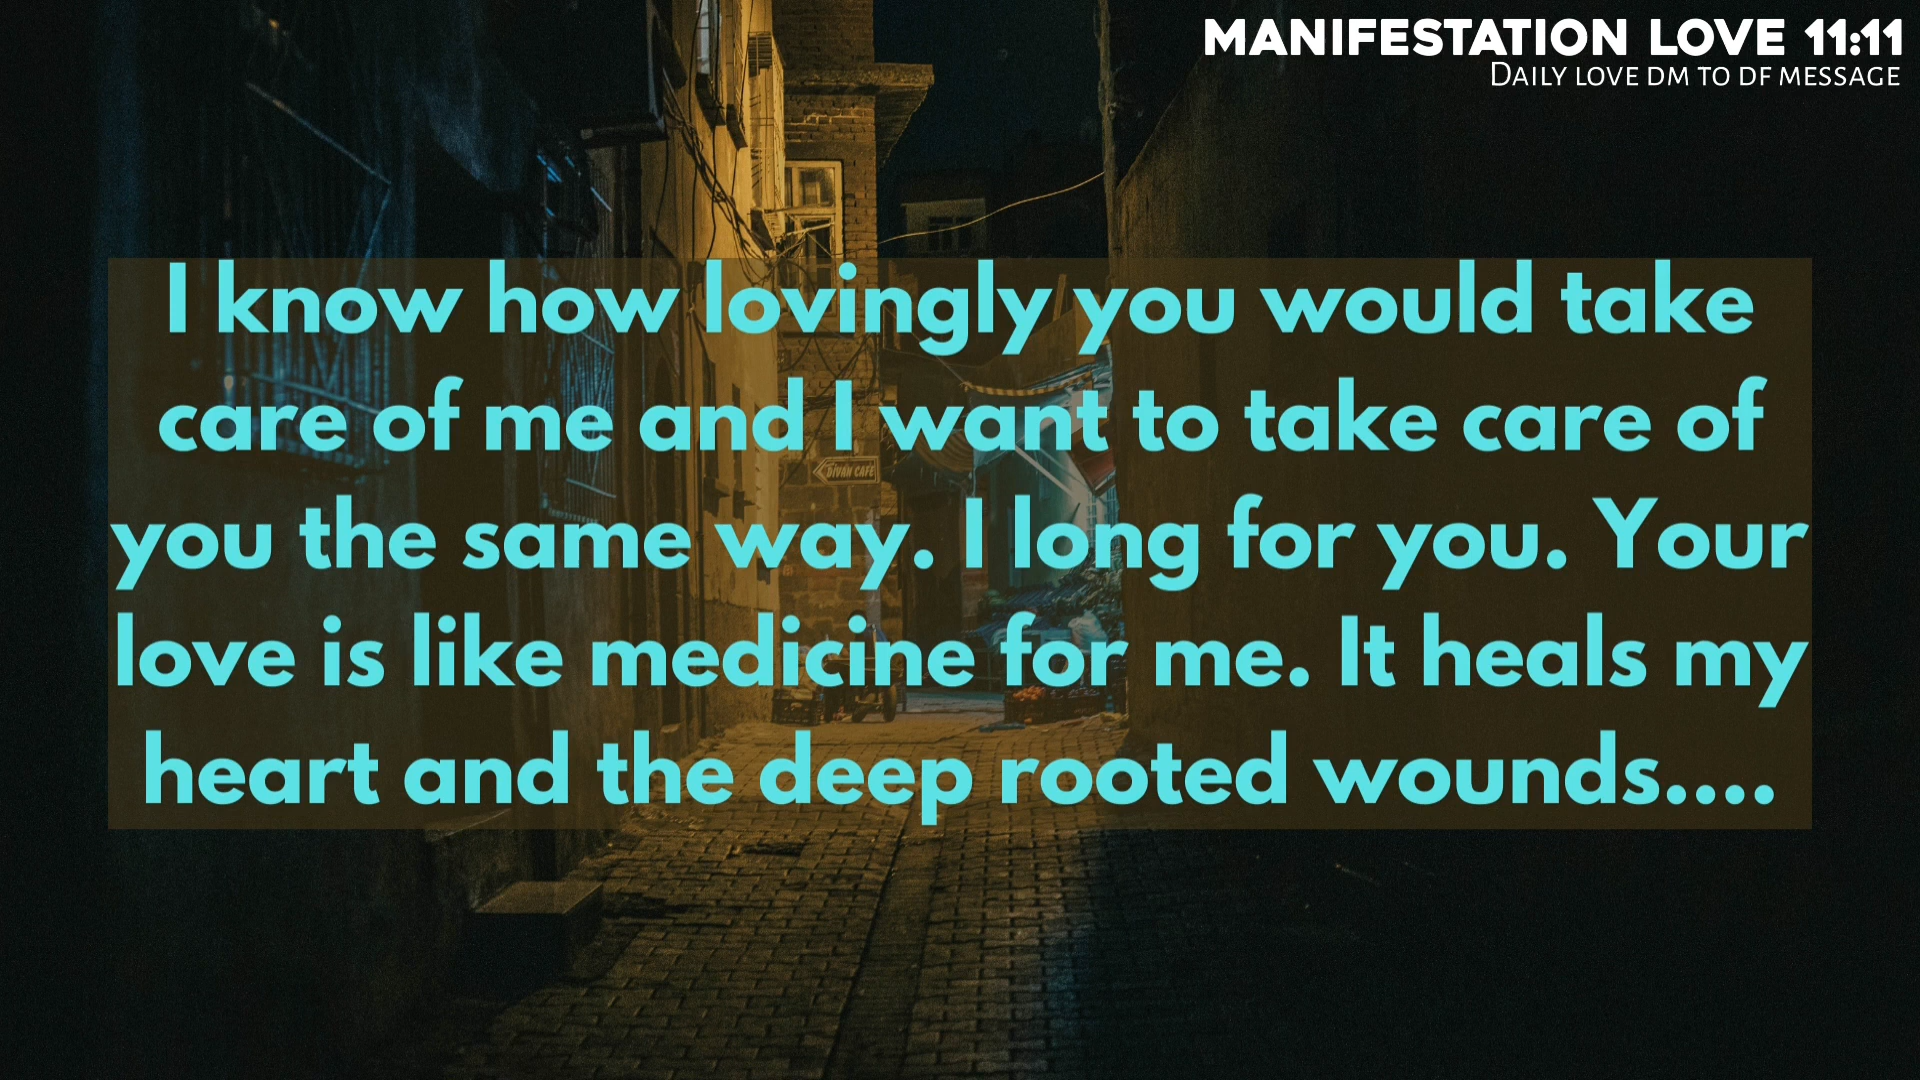 MANIFESTATION LOVE 11:11
DAILY LOVE DM TO DF MESSAGE
I know how lovingly you would take
care of me and I want to take care of
you the same way. I long for you. Your
love is like medicine for me. It heals my
heart and the deep rooted wounds....
DIVAN CAFE